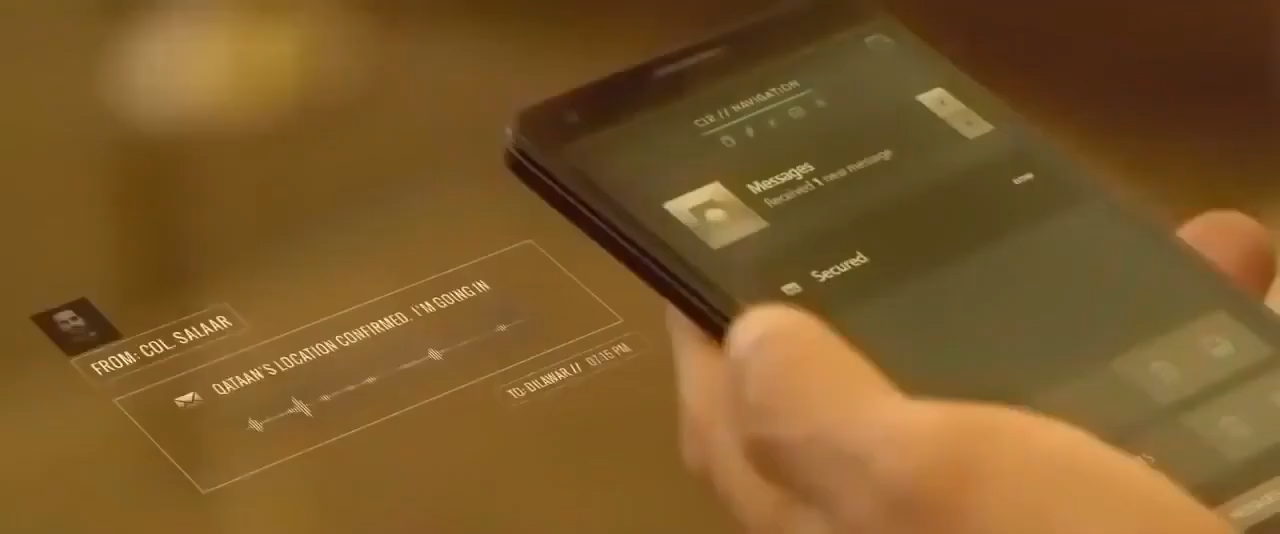 FROM: COL. SALAAR
QATAAN'S LOCATION CONFIRMED. I'M GOING IN
TO: DILAWAR // 07:15 PM
// NAVIGATION
Messages
Received 1 new message
Secured